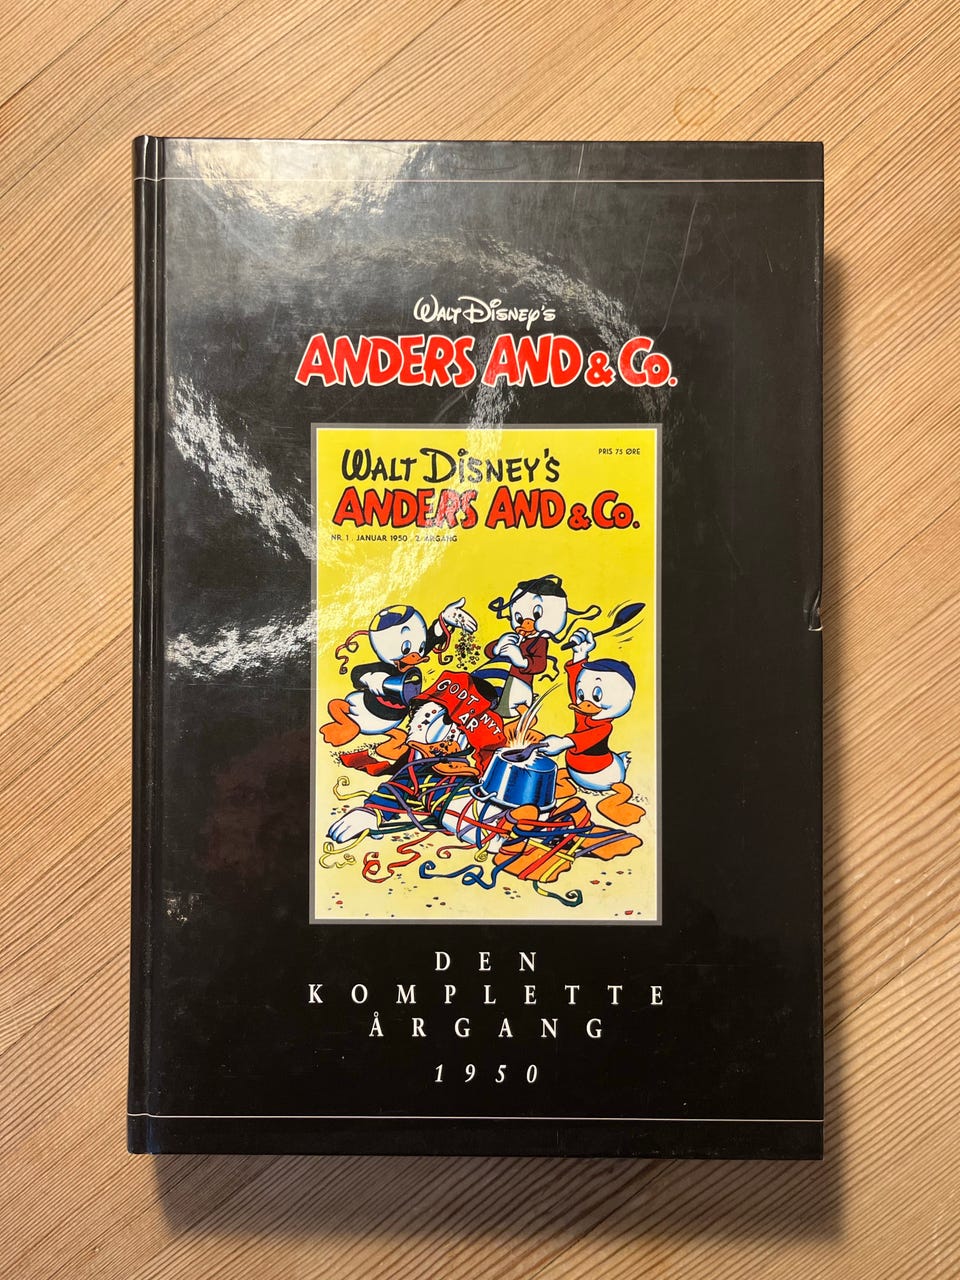 WALT DISNEY'S
ANDERS AND & CO.
PRIS 75 ØRE
WALT DISNEY'S
ANDERS AND & CO.
NR. 1 . JANUAR 1950 . 2. ÅRGANG
GODT
NYT
ÅR
DEN
KOMPLETTE
ÅRGANG
1950